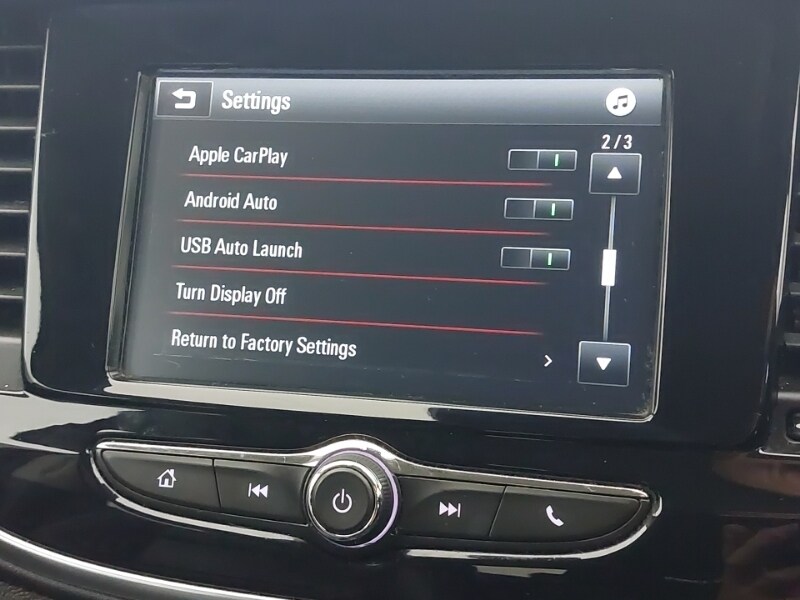 Settings
2/3
Apple CarPlay
Android Auto
USB Auto Launch
Turn Display Off
Return to Factory Settings